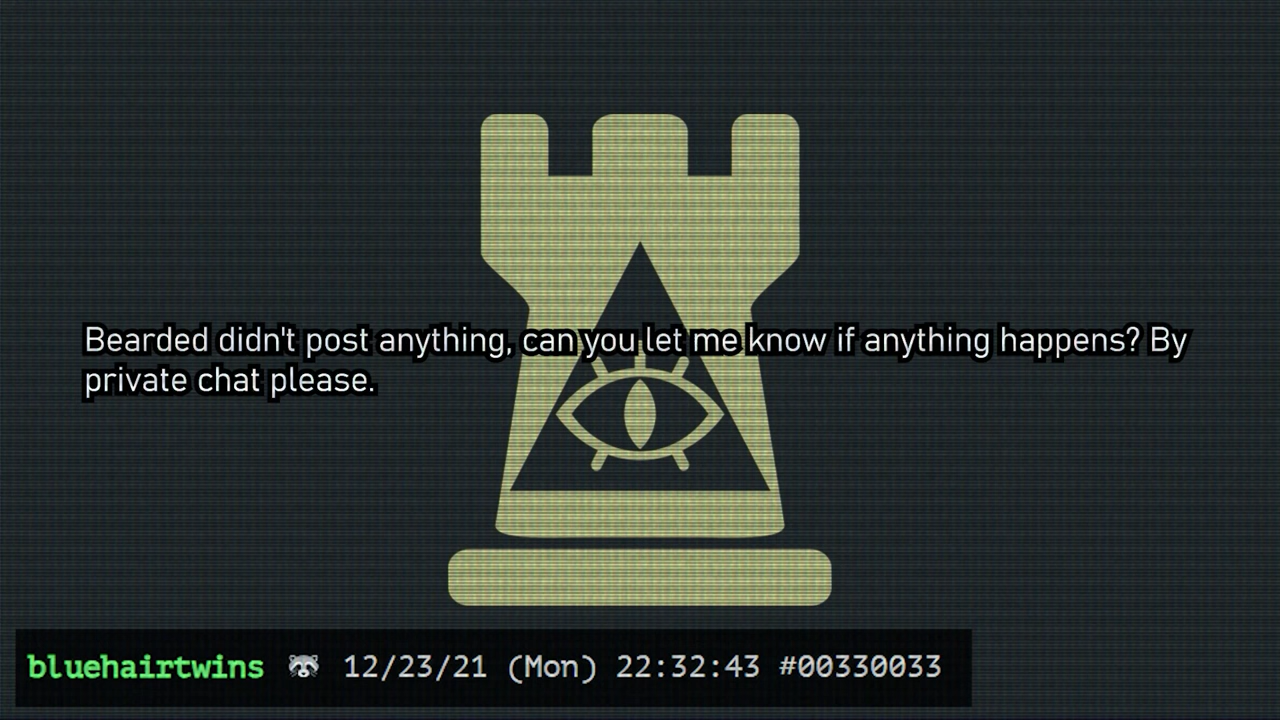 Bearded didn't post anything, can you let me know if anything happens? By
private chat please.
bluehairtwins 🦝 12/23/21 (Mon) 22:32:43 #00330033